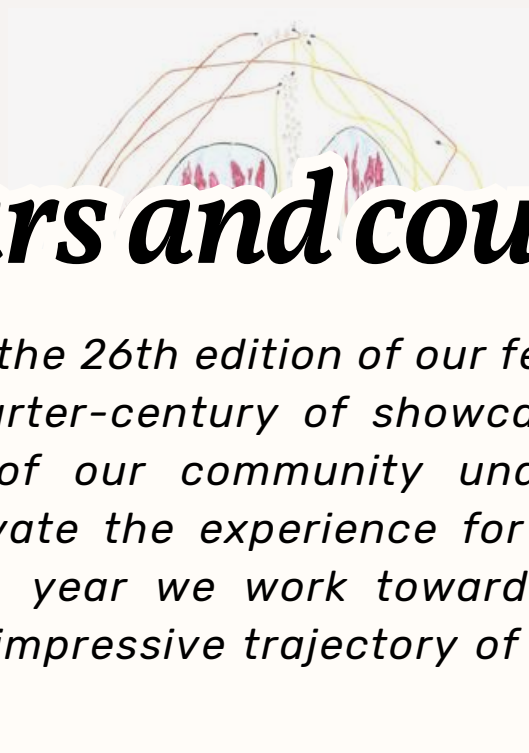 rs and cou
the 26th edition of our fe
rter-century of showca
of our community und
vate the experience for
year we work toward
impressive trajectory of